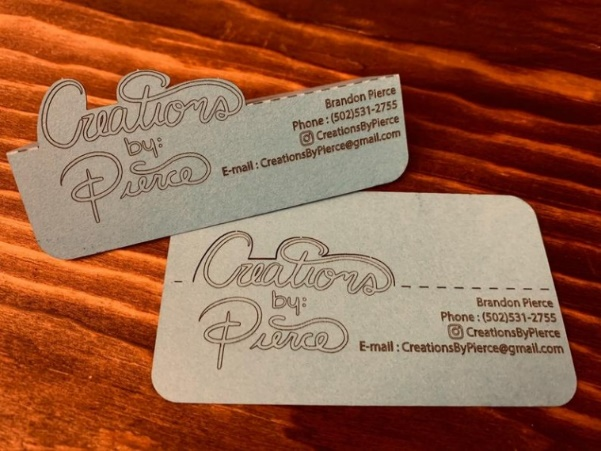 Creations
by:
Pierce
Brandon Pierce
Phone : (502)531-2755
CreationsByPierce
E-mail : CreationsByPierce@gmail.com
Creations
by:
Pierce
Brandon Pierce
Phone : (502)531-2755
CreationsByPierce
E-mail : CreationsByPierce@gmail.com